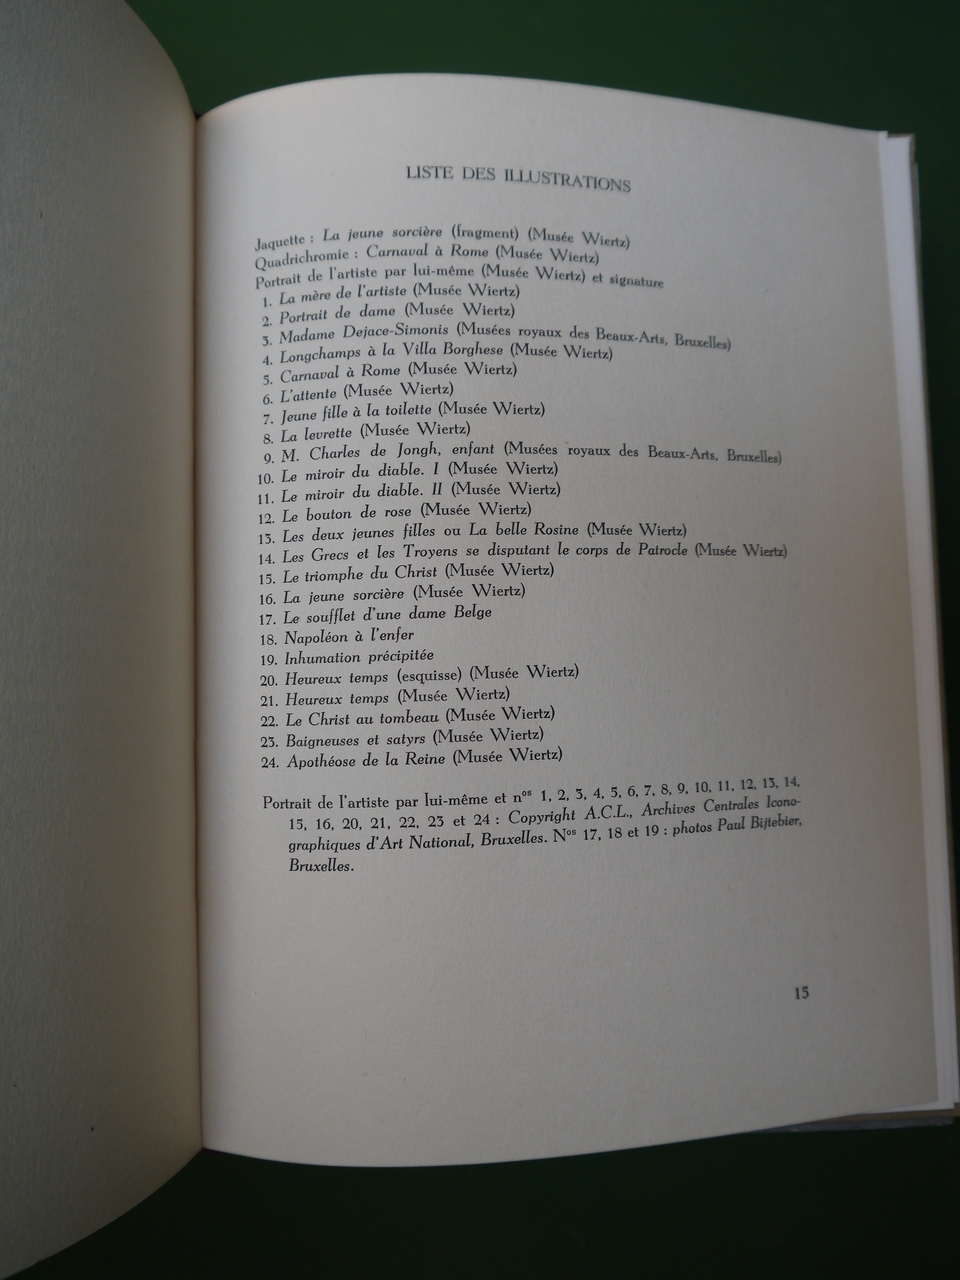 LISTE DES ILLUSTRATIONS
Jaquette : La jeune sorcière (fragment) (Musée Wiertz)
Quadrichromie : Carnaval à Rome (Musée Wiertz)
Portrait de l'artiste par lui-même (Musée Wiertz) et signature
1. La mère de l'artiste (Musée Wiertz)
2. Portrait de dame (Musée Wiertz)
3. Madame Dejace-Simonis (Musées royaux des Beaux-Arts, Bruxelles)
4. Longchamps à la Villa Borghese (Musée Wiertz)
5. Carnaval à Rome (Musée Wiertz)
6. L'attente (Musée Wiertz)
7. Jeune fille à la toilette (Musée Wiertz)
8. La levrette (Musée Wiertz)
9. M. Charles de Jongh, enfant (Musées royaux des Beaux-Arts, Bruxelles)
10. Le miroir du diable. I (Musée Wiertz)
11. Le miroir du diable. II (Musée Wiertz)
12. Le bouton de rose (Musée Wiertz)
13. Les deux jeunes filles ou La belle Rosine (Musée Wiertz)
14. Les Grecs et les Troyens se disputant le corps de Patrocle (Musée Wiertz)
15. Le triomphe du Christ (Musée Wiertz)
16. La jeune sorcière (Musée Wiertz)
17. Le soufflet d'une dame Belge
18. Napoléon à l'enfer
19. Inhumation précipitée
20. Heureux temps (esquisse) (Musée Wiertz)
21. Heureux temps (Musée Wiertz)
22. Le Christ au tombeau (Musée Wiertz)
23. Baigneuses et satyrs (Musée Wiertz)
24. Apothéose de la Reine (Musée Wiertz)
Portrait de l'artiste par lui-même et nos 1, 2, 3, 4, 5, 6, 7, 8, 9, 10, 11, 12, 13, 14,
15, 16, 20, 21, 22, 23 et 24 : Copyright A.C.L., Archives Centrales Icono-
graphiques d'Art National, Bruxelles. Nos 17, 18 et 19 : photos Paul Bijtebier,
Bruxelles.
15